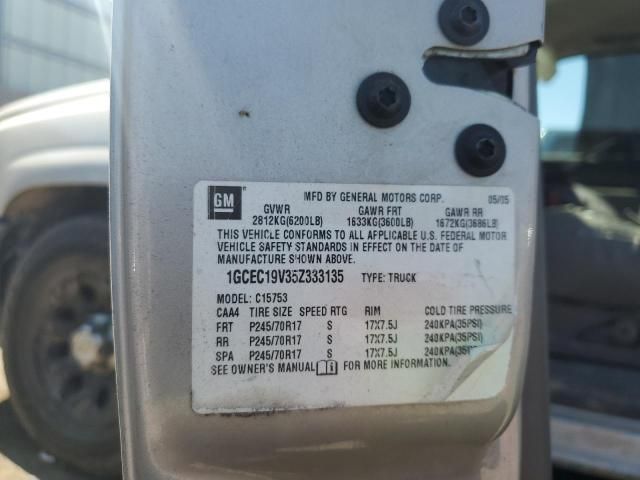 GM MFD BY GENERAL MOTORS CORP. 05/05
GVWR GAWR FRT GAWR RR
2812KG(6200LB) 1633KG(3600LB) 1672KG(3686LB)
THIS VEHICLE CONFORMS TO ALL APPLICABLE U.S. FEDERAL MOTOR
VEHICLE SAFETY STANDARDS IN EFFECT ON THE DATE OF
MANUFACTURE SHOWN ABOVE.
1GCEC19V35Z333135 TYPE: TRUCK
MODEL: C15753
CAA4 TIRE SIZE SPEED RTG RIM COLD TIRE PRESSURE
FRT P245/70R17 S 17X7.5J 240KPA(35PSI)
RR P245/70R17 S 17X7.5J 240KPA(35PSI)
SPA P245/70R17 S 17X7.5J
SEE OWNER'S MANUAL FOR MORE INFORMATION.